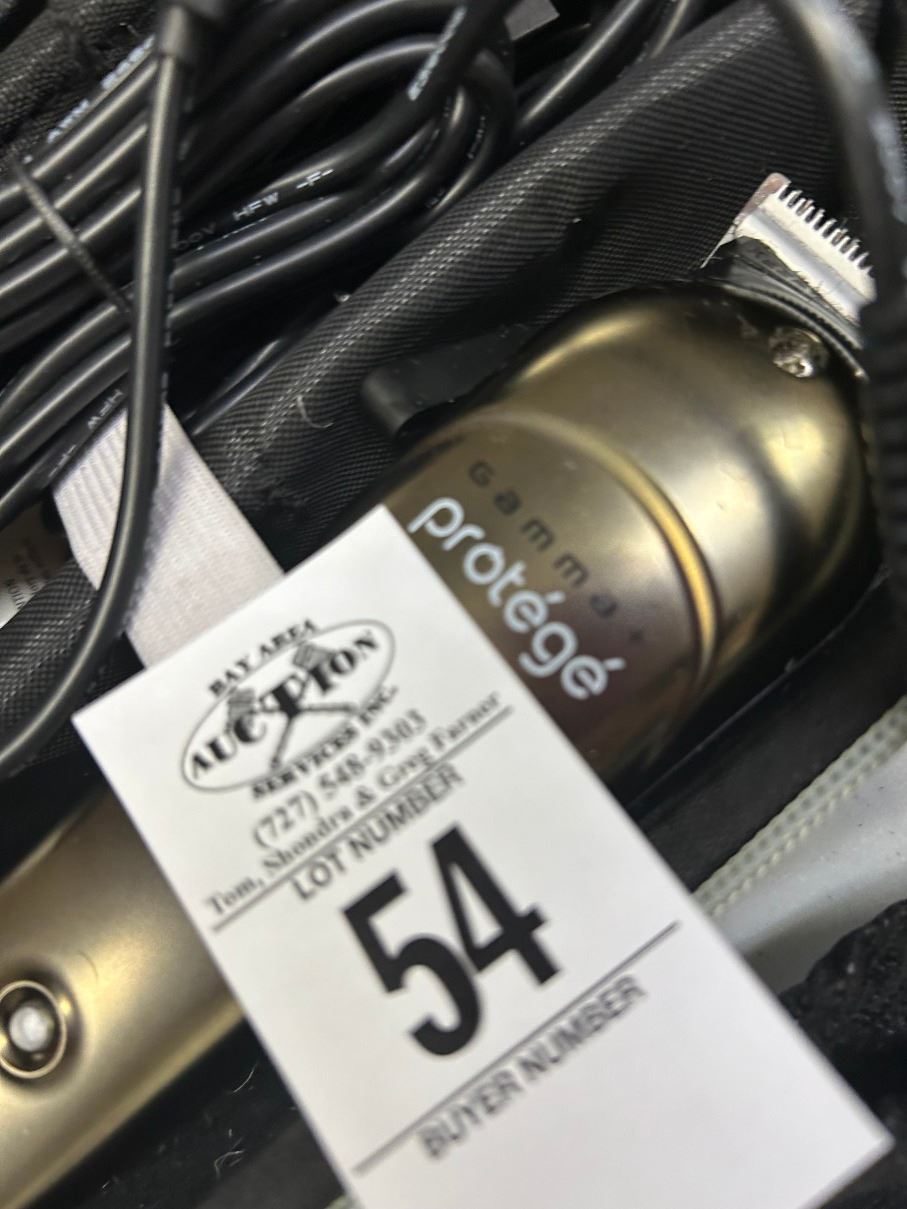 HFW -F-
Gamma+
protégé
BAY AREA
AUCTION
SERVICES INC.
(727) 548-9303
Tom, Shondra & Greg Farner
LOT NUMBER
54
BUYER NUMBER